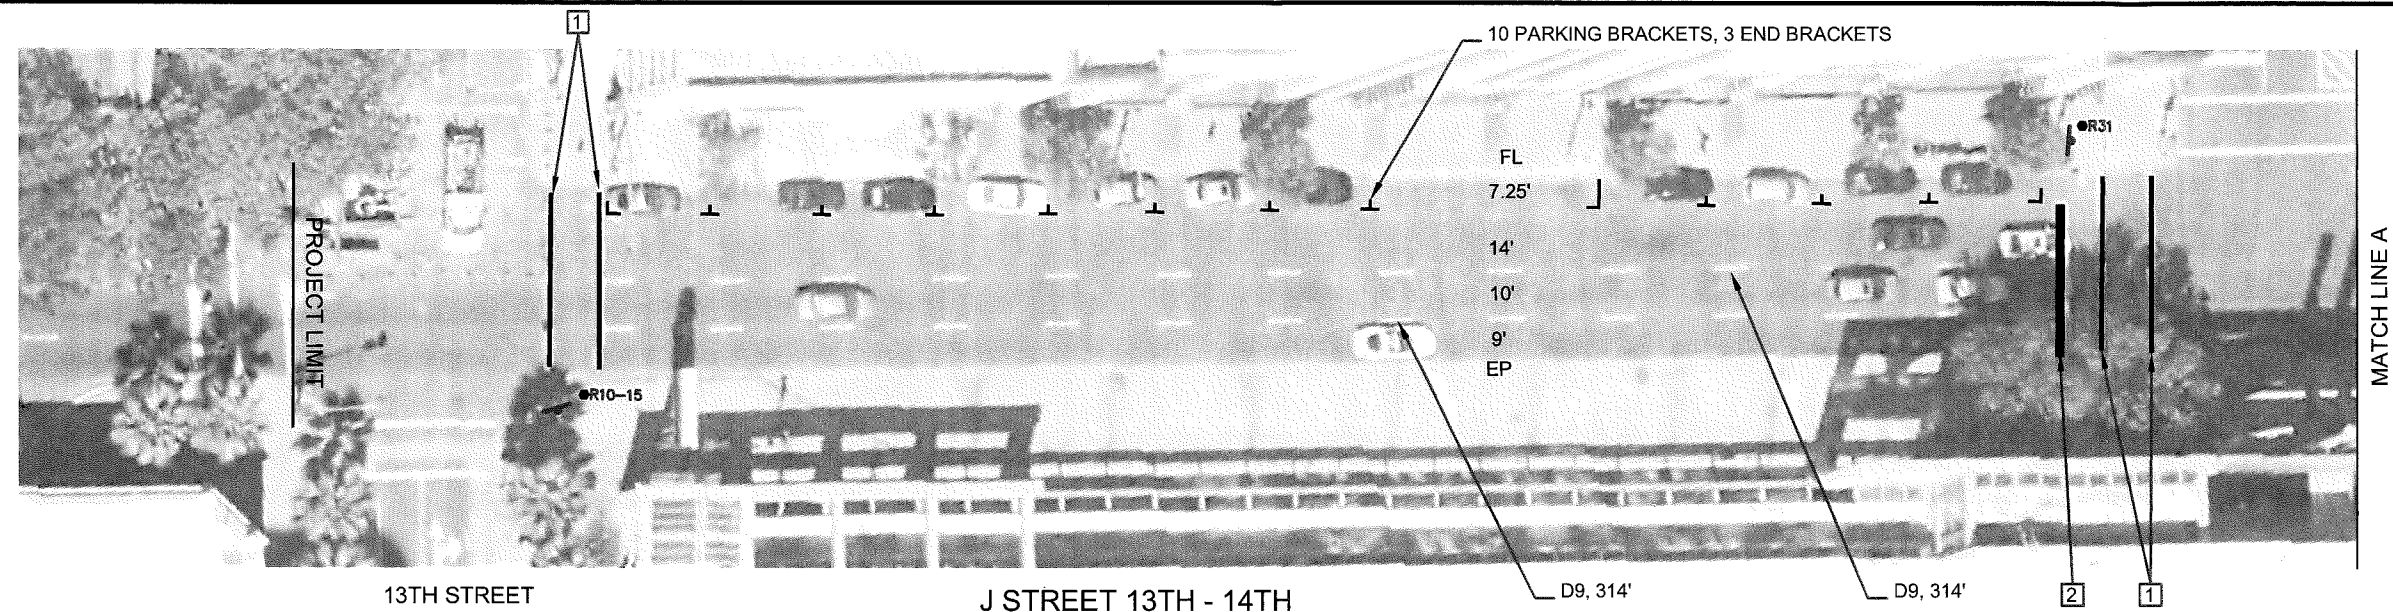 1
10 PARKING BRACKETS, 3 END BRACKETS
R31
FL
7.25'
14'
10'
9'
EP
PROJECT LIMIT
R10-15
MATCH LINE A
13TH STREET
J STREET 13TH - 14TH
D9, 314'
D9, 314'
2
1